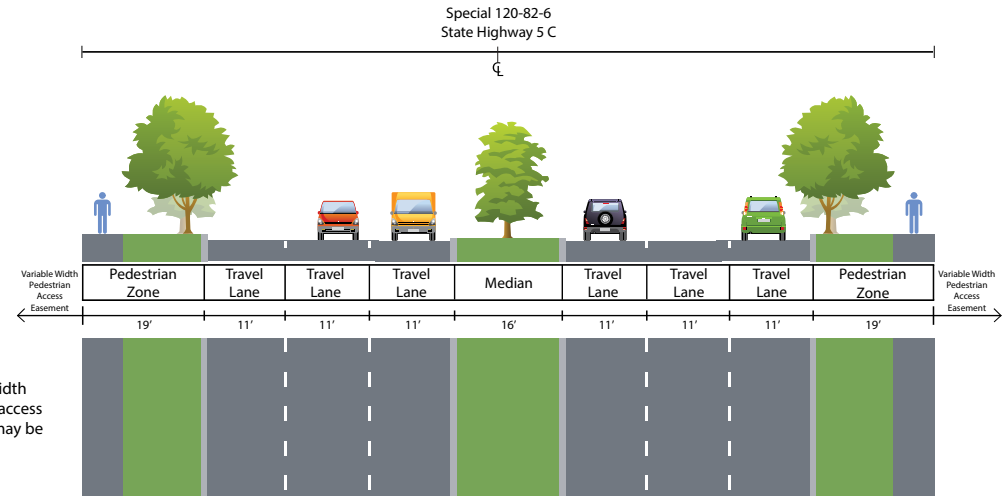 Special 120-82-6
State Highway 5 C
℄
Variable Width
Pedestrian
Access
Easement
Pedestrian
Zone
Travel
Lane
Travel
Lane
Travel
Lane
Median
Travel
Lane
Travel
Lane
Travel
Lane
Pedestrian
Zone
Variable Width
Pedestrian
Access
Easement
19' 11' 11' 11' 16' 11' 11' 11' 19'
access
may be